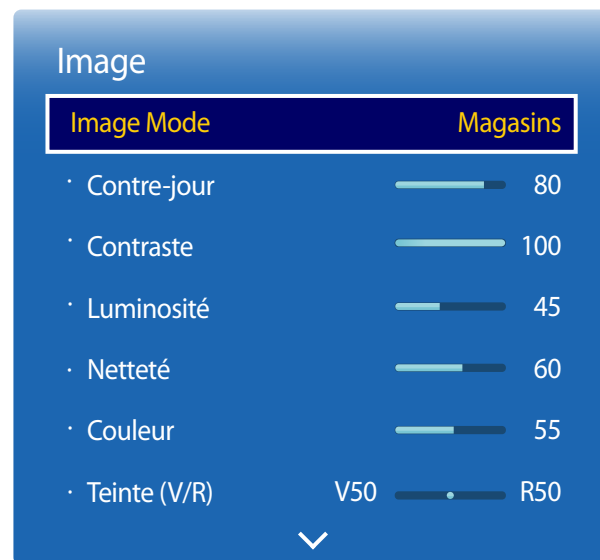 Image
Image Mode Magasins
· Contre-jour 80
· Contraste 100
· Luminosité 45
· Netteté 60
· Couleur 55
· Teinte (V/R) V50 R50